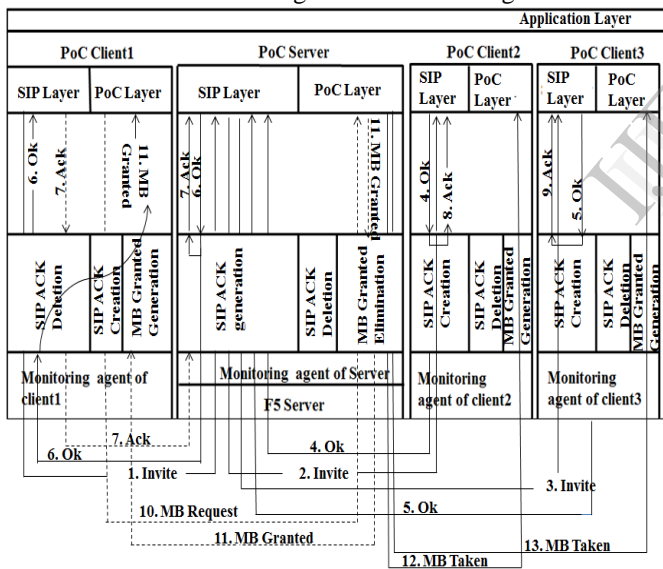 Application Layer
PoC Client1
PoC Server
PoC Client2
PoC Client3
SIP Layer
PoC Layer
SIP Layer
PoC Layer
SIP
Layer
PoC
Layer
SIP
Layer
PoC
Layer
6. Ok
7. Ack
11. MB
Granted
7. Ack
6. Ok
11. MB Granted
4. Ok
8. Ack
9. Ack
5. Ok
SIP ACK
Deletion
SIP ACK
Creation
MB Granted
Generation
SIP ACK
generation
SIP ACK
Deletion
MB Granted
Elimination
SIP ACK
Creation
SIP ACK
Deletion
MB Granted
Generation
SIP ACK
Creation
SIP ACK
Deletion
MB Granted
Generation
Monitoring agent of
client1
Monitoring agent of Server
F5 Server
Monitoring
agent of client2
Monitoring
agent of client3
7. Ack
6. Ok
4. Ok
1. Invite
2. Invite
3. Invite
10. MB Request
5. Ok
11. MB Granted
12. MB Taken
13. MB Taken